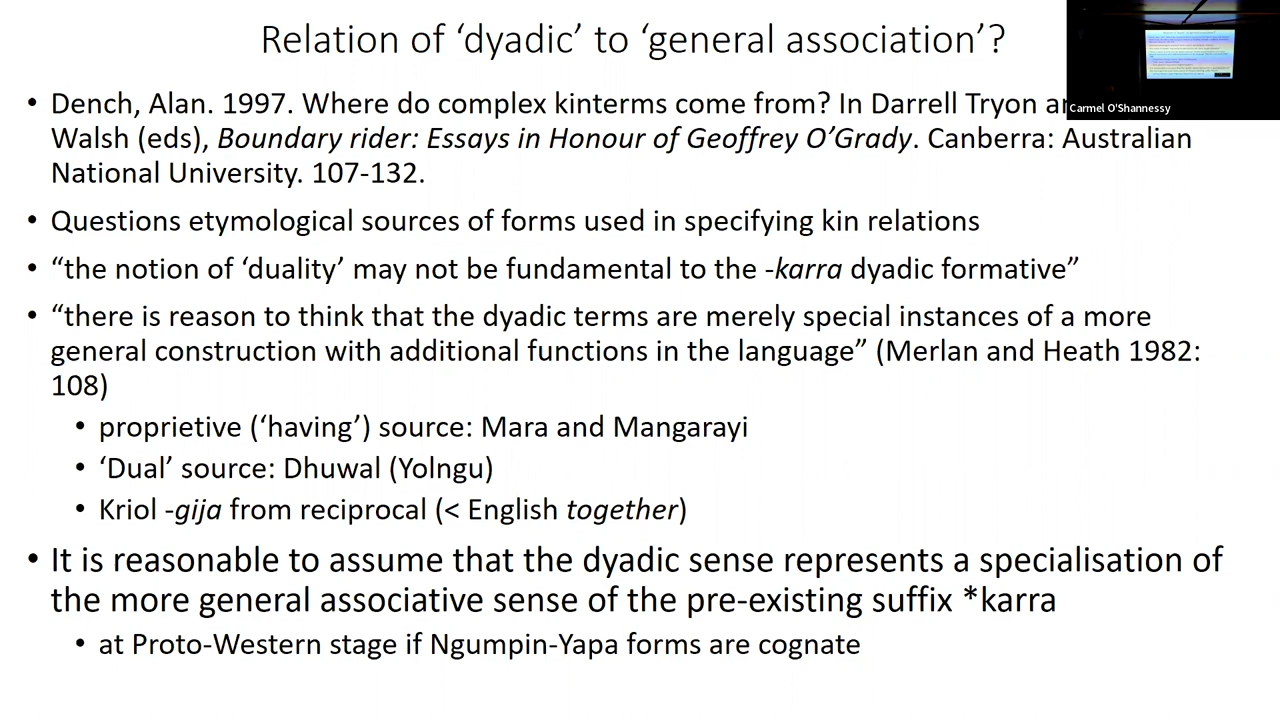 Relation of ‘dyadic’ to ‘general association’?
• Dench, Alan. 1997. Where do complex kinterms come from? In Darrell Tryon
Carmel O'Shannessy
Walsh (eds), Boundary rider: Essays in Honour of Geoffrey O’Grady. Canberra: Australian
National University. 107-132.
• Questions etymological sources of forms used in specifying kin relations
• “the notion of ‘duality’ may not be fundamental to the -karra dyadic formative”
• “there is reason to think that the dyadic terms are merely special instances of a more
general construction with additional functions in the language” (Merlan and Heath 1982:
108)
• proprietive (‘having’) source: Mara and Mangarayi
• ‘Dual’ source: Dhuwal (Yolngu)
• Kriol -gija from reciprocal (< English together)
• It is reasonable to assume that the dyadic sense represents a specialisation of
the more general associative sense of the pre-existing suffix *karra
• at Proto-Western stage if Ngumpin-Yapa forms are cognate